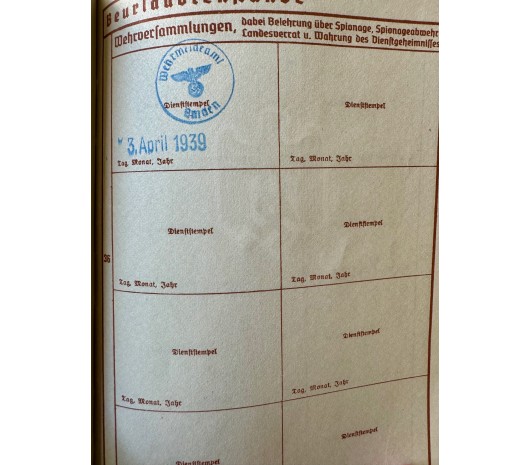 Beurlaubtenstande
Wehrversammlungen, dabei Belehrung über Spionage, Spionageabwehr
Landesverrat u. Wahrung des Dienstgeheimnisses
Wehrmeldeamt
Dienststempel
Dienststempel
3. April 1939
Tag, Monat, Jahr
Tag, Monat, Jahr
Dienststempel
Dienststempel
36
Tag, Monat, Jahr
Tag, Monat, Jahr
Dienststempel
Dienststempel
Tag, Monat, Jahr
Tag, Monat, Jahr
Dienststempel
Dienststempel